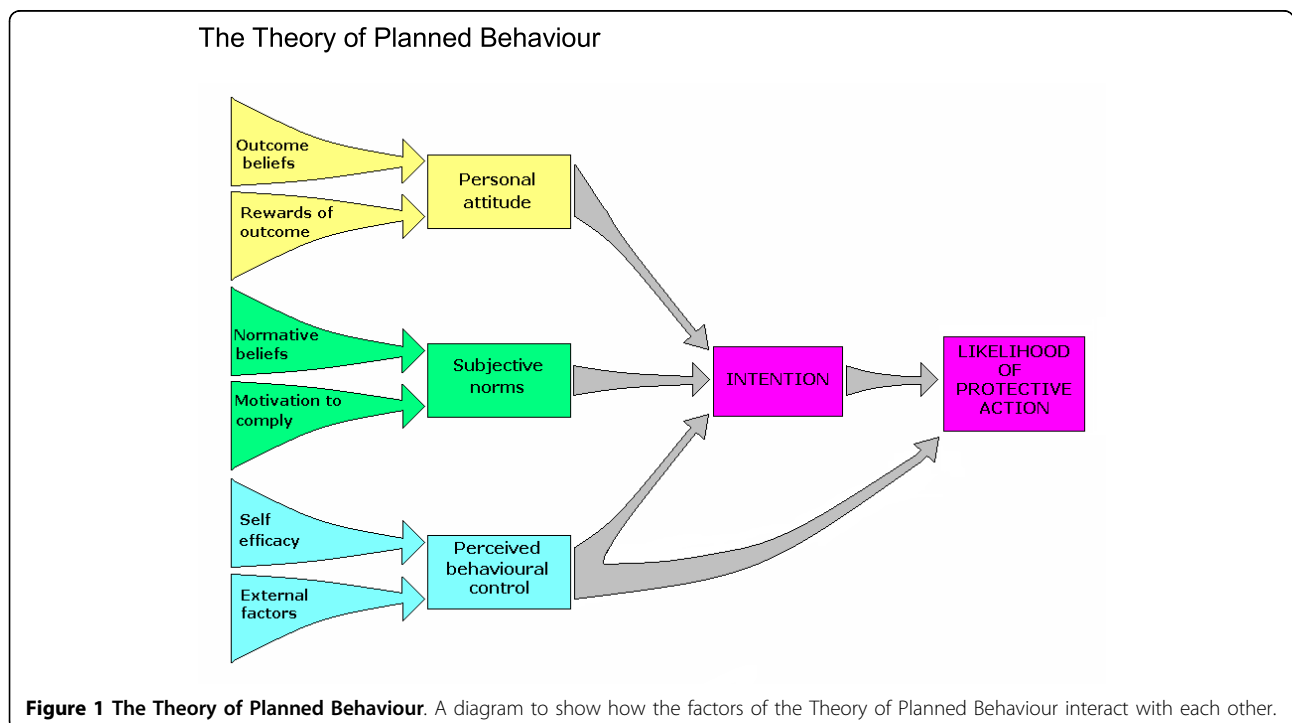 The Theory of Planned Behaviour
Outcome
beliefs
Rewards of
outcome
Personal
attitude
Normative
beliefs
Motivation to
comply
Subjective
norms
Self
efficacy
External
factors
Perceived
behavioural
control
INTENTION
LIKELIHOOD
OF
PROTECTIVE
ACTION
Figure 1 The Theory of Planned Behaviour. A diagram to show how the factors of the Theory of Planned Behaviour interact with each other.